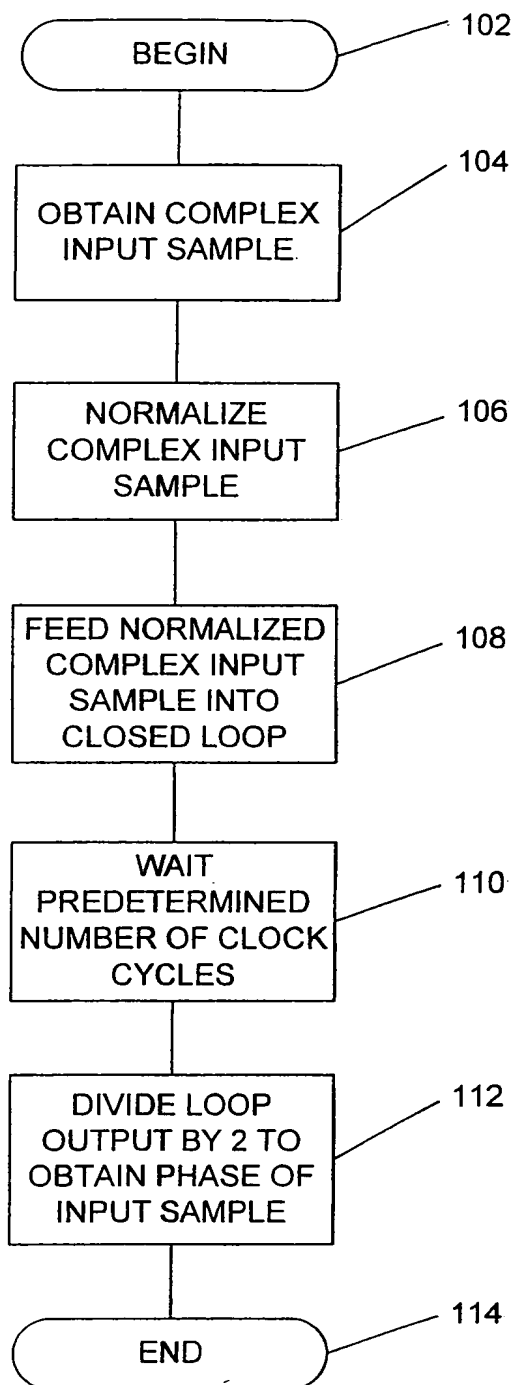 BEGIN
102
OBTAIN COMPLEX
INPUT SAMPLE
104
NORMALIZE
COMPLEX INPUT
SAMPLE
106
FEED NORMALIZED
COMPLEX INPUT
SAMPLE INTO
CLOSED LOOP
108
WAIT
PREDETERMINED
NUMBER OF CLOCK
CYCLES
110
DIVIDE LOOP
OUTPUT BY 2 TO
OBTAIN PHASE OF
INPUT SAMPLE
112
END
114